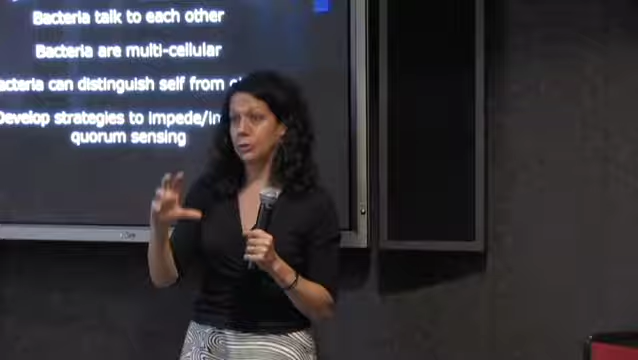 Bacteria talk to each other
Bacteria are multi-cellular
acteria can distinguish self from
Develop strategies to impede/
quorum sensing